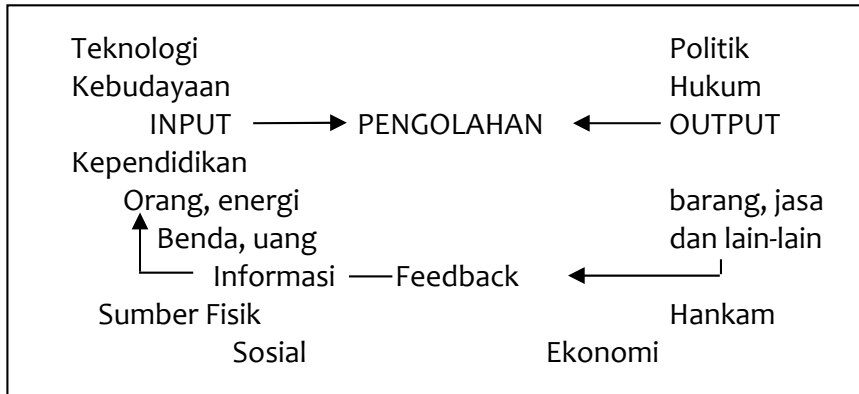 Teknologi Politik
Kebudayaan Hukum
INPUT PENGOLAHAN OUTPUT
Kependidikan
Orang, energi barang, jasa
Benda, uang dan lain-lain
Informasi Feedback
Sumber Fisik Hankam
Sosial Ekonomi